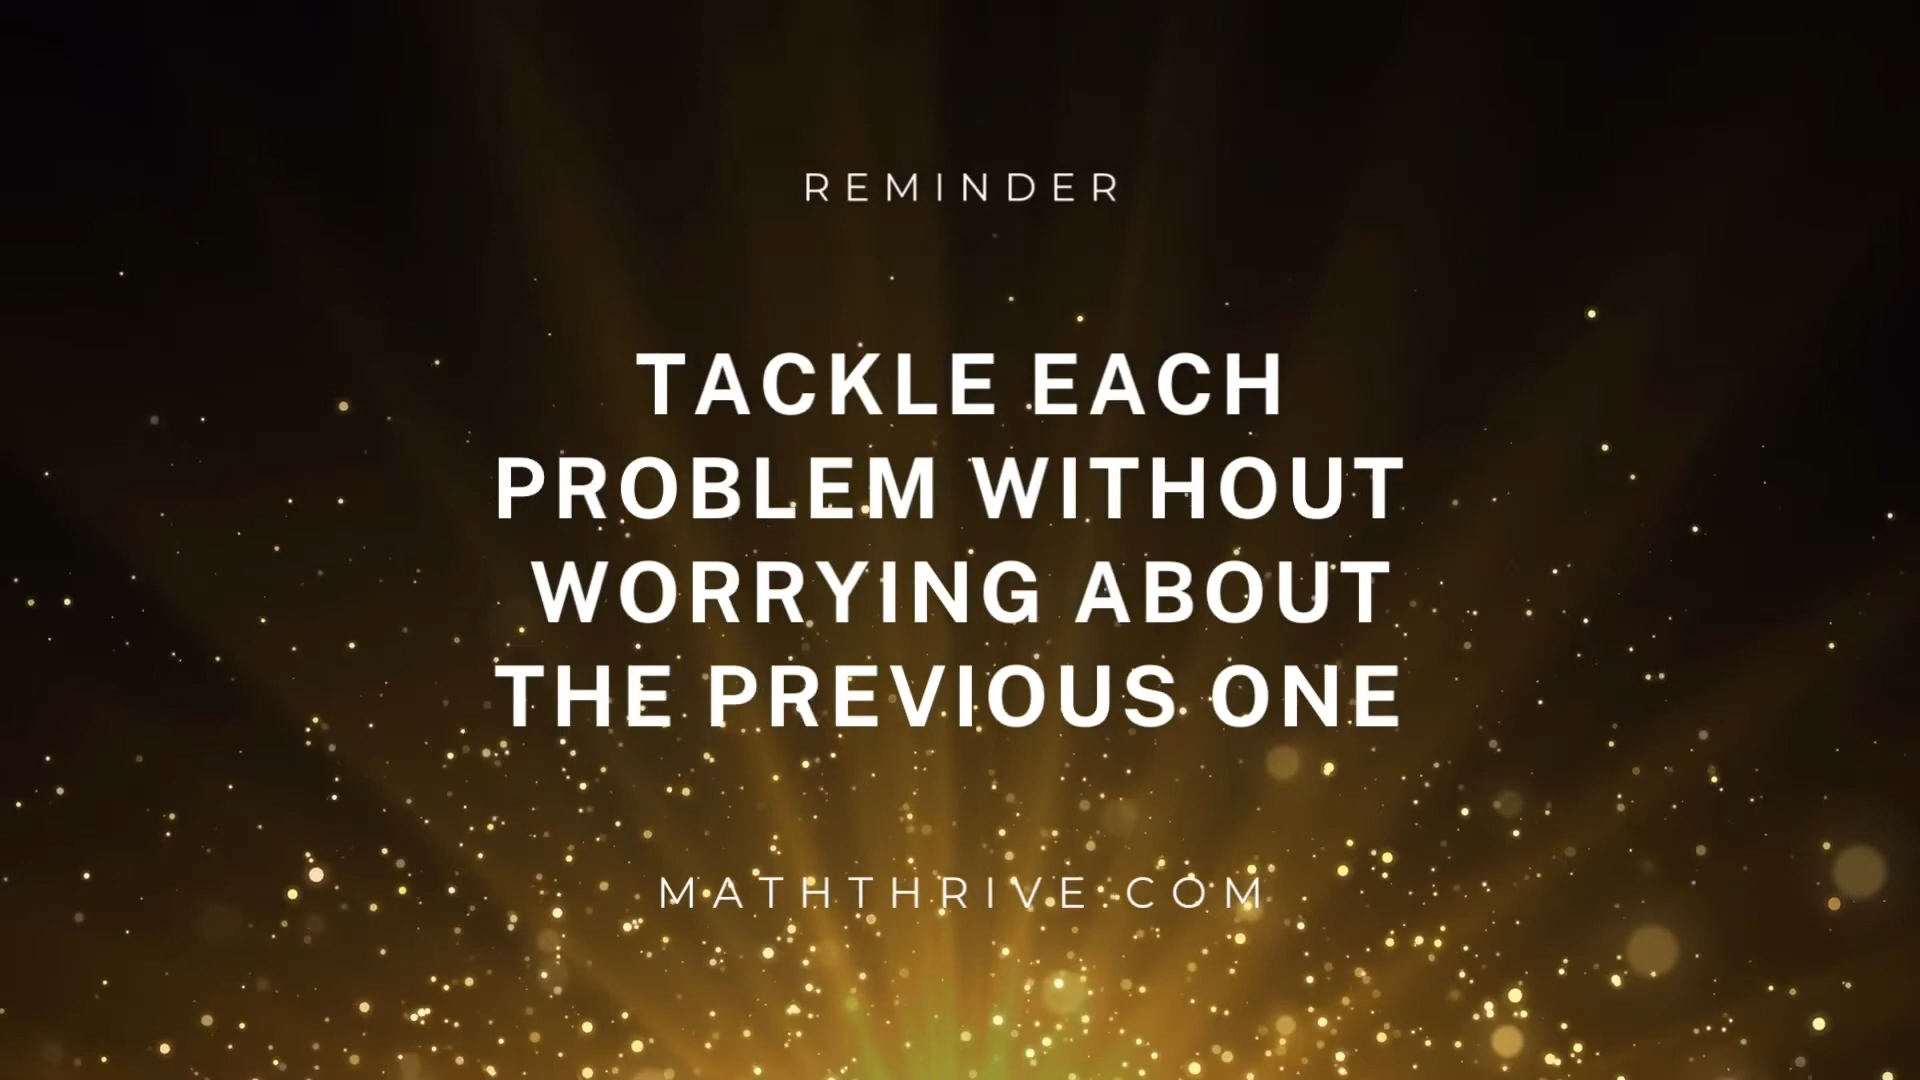 REMINDER
TACKLE EACH
PROBLEM WITHOUT
WORRYING ABOUT
THE PREVIOUS ONE
MATHTHRIVE.COM